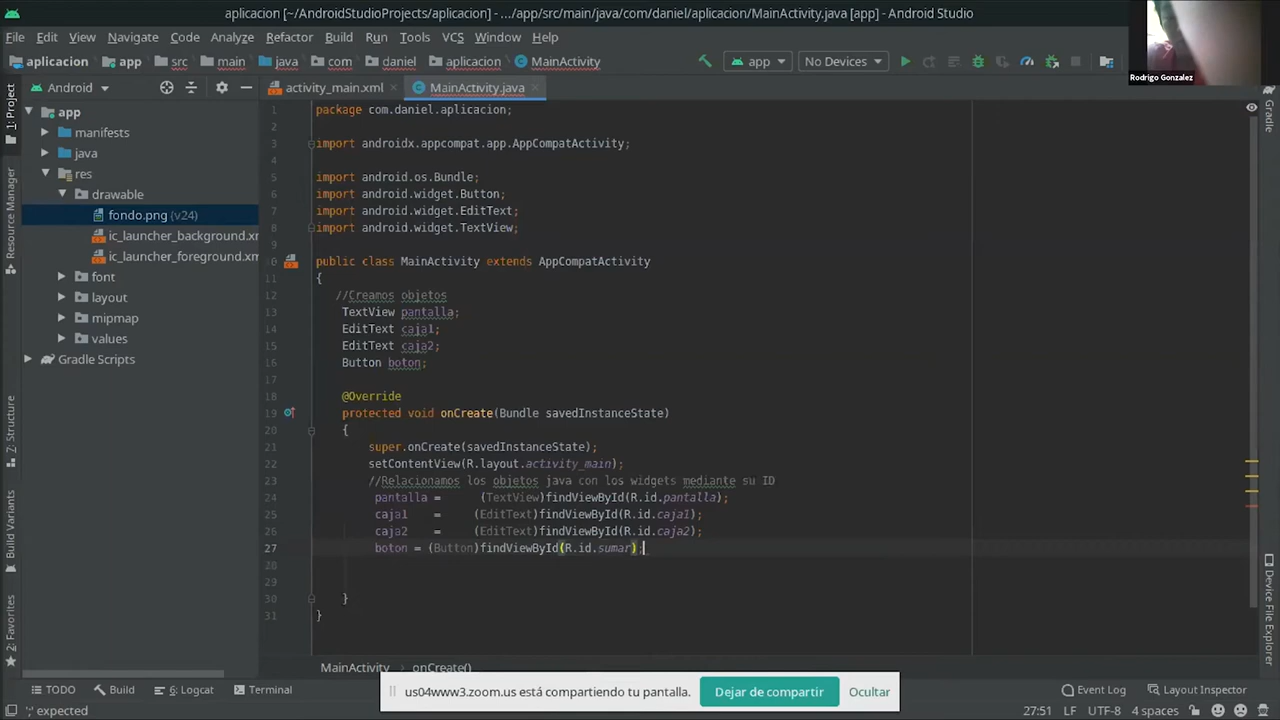 aplicacion [~/AndroidStudioProjects/aplicacion] - .../app/src/main/java/com/daniel/aplicacion/MainActivity.java [app] - Android Studio
File Edit View Navigate Code Analyze Refactor Build Run Tools VCS Window Help
aplicacion app src main java com daniel aplicacion MainActivity app No Devices
Rodrigo Gonzalez
Android activity_main.xml MainActivity.java
1: Project
Resource Manager
Z: Structure
Build Variants
2: Favorites
app
manifests
java
res
drawable
fondo.png (v24)
ic_launcher_background.xm
ic_launcher_foreground.xm
font
layout
mipmap
values
Gradle Scripts
1 package com.daniel.aplicacion;
2
3 import androidx.appcompat.app.AppCompatActivity;
4
5 import android.os.Bundle;
6 import android.widget.Button;
7 import android.widget.EditText;
8 import android.widget.TextView;
9
10 public class MainActivity extends AppCompatActivity
11 {
12 //Creamos objetos
13 TextView pantalla;
14 EditText caja1;
15 EditText caja2;
16 Button boton;
17
18 @Override
19 protected void onCreate(Bundle savedInstanceState)
20 {
21 super.onCreate(savedInstanceState);
22 setContentView(R.layout.activity_main);
23 //Relacionamos los objetos java con los widgets mediante su ID
24 pantalla = (TextView)findViewById(R.id.pantalla);
25 caja1 = (EditText)findViewById(R.id.caja1);
26 caja2 = (EditText)findViewById(R.id.caja2);
27 boton = (Button)findViewById(R.id.sumar);
28
29
30 }
31 }
Gradle
Device File Explorer
MainActivity onCreate()
us04www3.zoom.us está compartiendo tu pantalla. Dejar de compartir Ocultar
TODO Build 6: Logcat Terminal Event Log Layout Inspector
';' expected 27:51 LF UTF-8 4 spaces